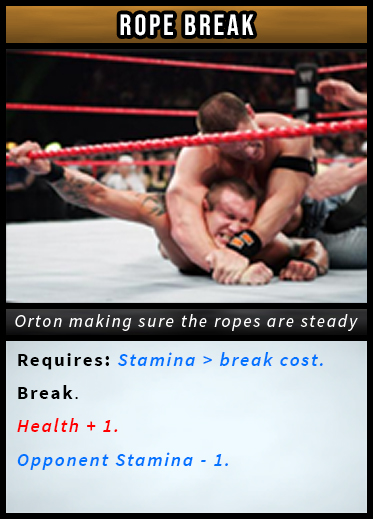 ROPE BREAK
Orton making sure the ropes are steady
Requires: Stamina > break cost.
Break.
Health + 1.
Opponent Stamina - 1.